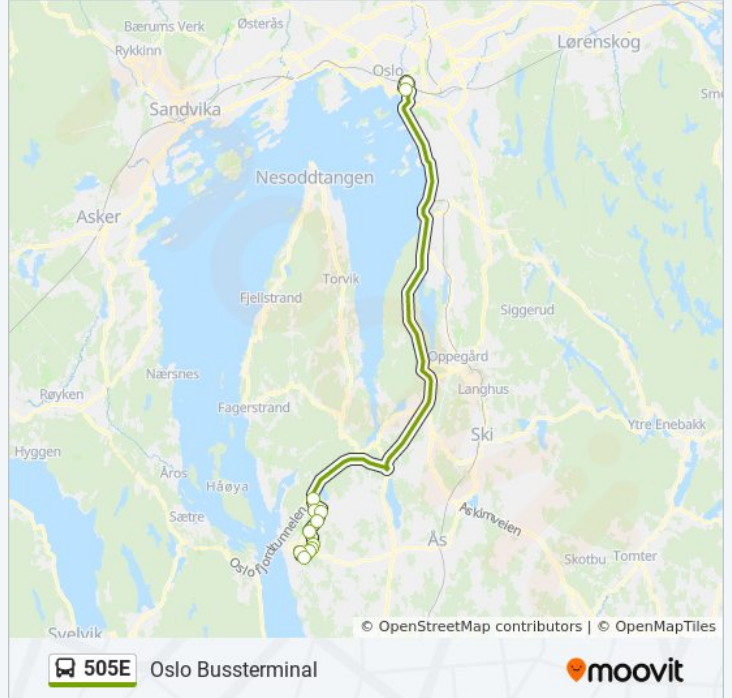 Bærums Verk
Østerås
Rykkinn
Oslo
Lørenskog
Sandvika
Nesoddtangen
Asker
Torvik
Fjellstrand
Siggerud
Oppegård
Nærsnes
Langhus
Røyken
Fagerstrand
Ytre Enebakk
Ski
Hyggen
Åros
Håøya
Sætre
Askimveien
Oslofjordtunnelen
Ås
Skotbu
Tomter
Svelvik
© OpenStreetMap contributors | © OpenMapTiles
505E Oslo Bussterminal
moovit